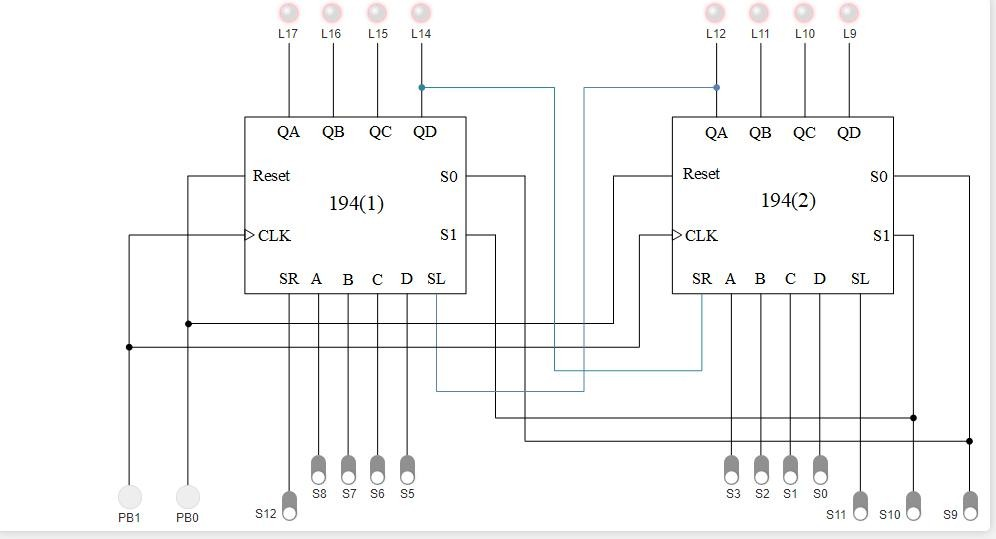 L17 L16 L15 L14 L12 L11 L10 L9
QA QB QC QD QA QB QC QD
Reset S0 Reset S0
194(1) 194(2)
CLK S1 CLK S1
SR A B C D SL SR A B C D SL
S8 S7 S6 S5 S3 S2 S1 S0
PB1 PB0 S12 S11 S10 S9